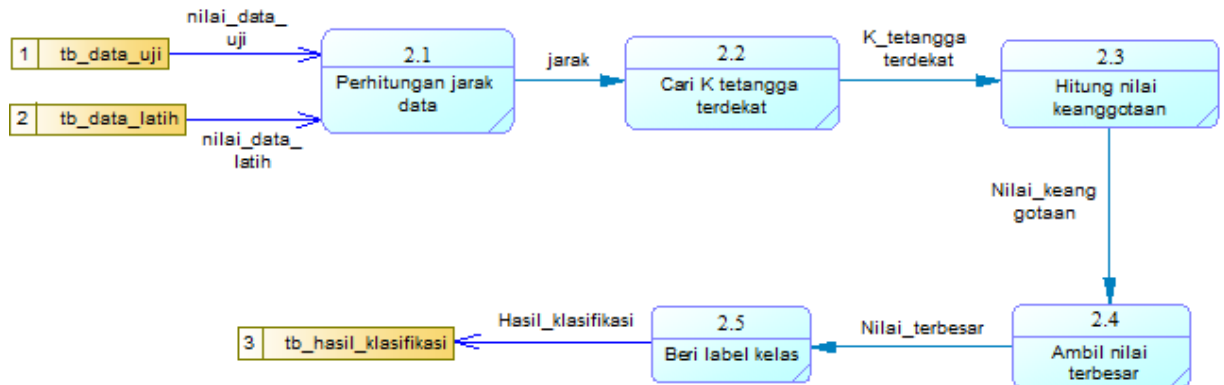 nilai_data_
uji
1 tb_data_uji
2 tb_data_latih
nilai_data_
latih
2.1
Perhitungan jarak
data
jarak
2.2
Cari K tetangga
terdekat
K_tetangga
terdekat
2.3
Hitung nilai
keanggotaan
Nilai_keang
gotaan
2.4
Ambil nilai
terbesar
Nilai_terbesar
2.5
Beri label kelas
Hasil_klasifikasi
3 tb_hasil_klasifikasi